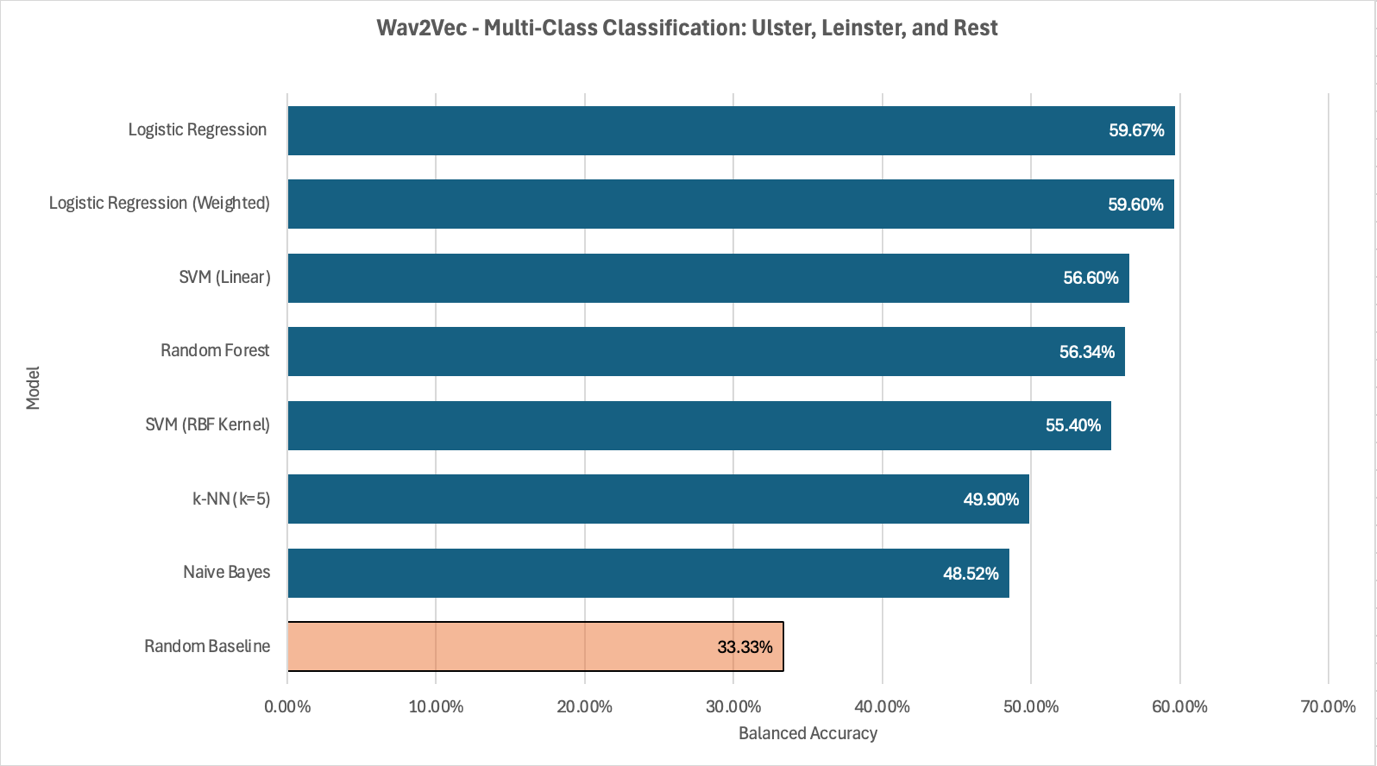 Wav2Vec - Multi-Class Classification: Ulster, Leinster, and Rest
Logistic Regression
59.67%
Logistic Regression (Weighted)
59.60%
SVM (Linear)
56.60%
Random Forest
56.34%
Model
SVM (RBF Kernel)
55.40%
k-NN (k=5)
49.90%
Naive Bayes
48.52%
Random Baseline
33.33%
0.00% 10.00% 20.00% 30.00% 40.00% 50.00% 60.00% 70.00%
Balanced Accuracy